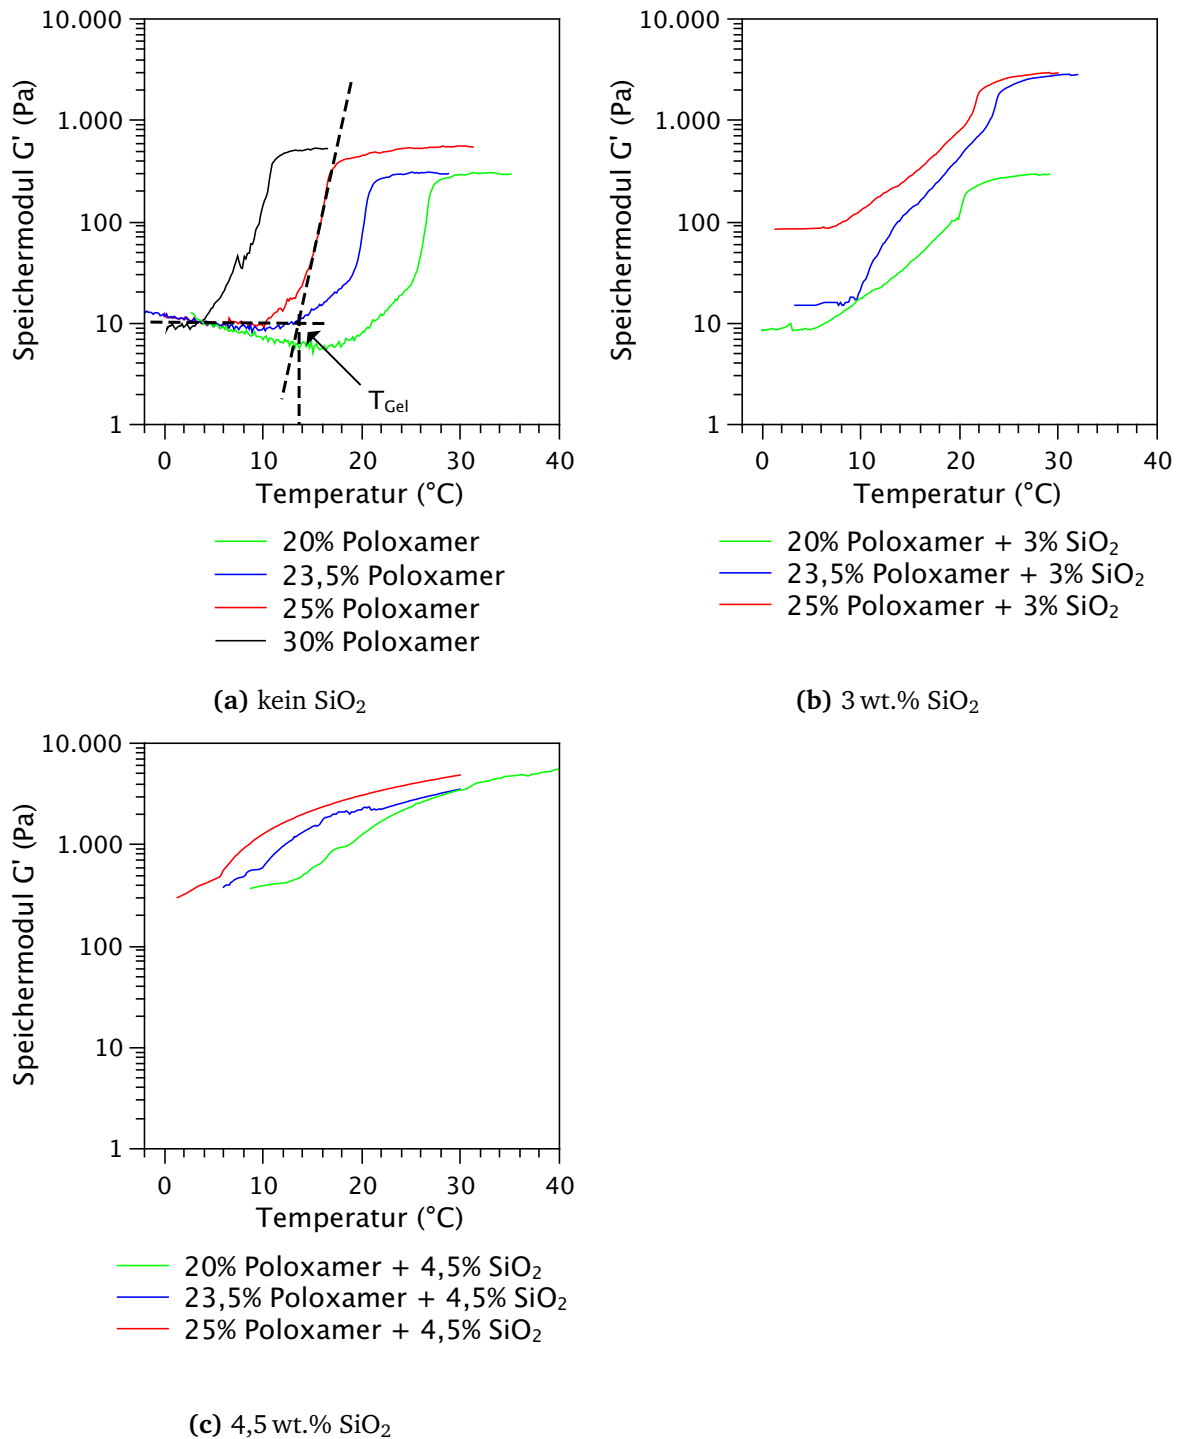 10.000
1.000
100
10
1
Speichermodul G' (Pa)
0 10 20 30 40
Temperatur (°C)
T_Gel
20% Poloxamer
23,5% Poloxamer
25% Poloxamer
30% Poloxamer
(a) kein SiO₂
10.000
1.000
100
10
1
Speichermodul G' (Pa)
0 10 20 30 40
Temperatur (°C)
20% Poloxamer + 3% SiO₂
23,5% Poloxamer + 3% SiO₂
25% Poloxamer + 3% SiO₂
(b) 3 wt.% SiO₂
10.000
1.000
100
10
1
Speichermodul G' (Pa)
0 10 20 30 40
Temperatur (°C)
20% Poloxamer + 4,5% SiO₂
23,5% Poloxamer + 4,5% SiO₂
25% Poloxamer + 4,5% SiO₂
(c) 4,5 wt.% SiO₂